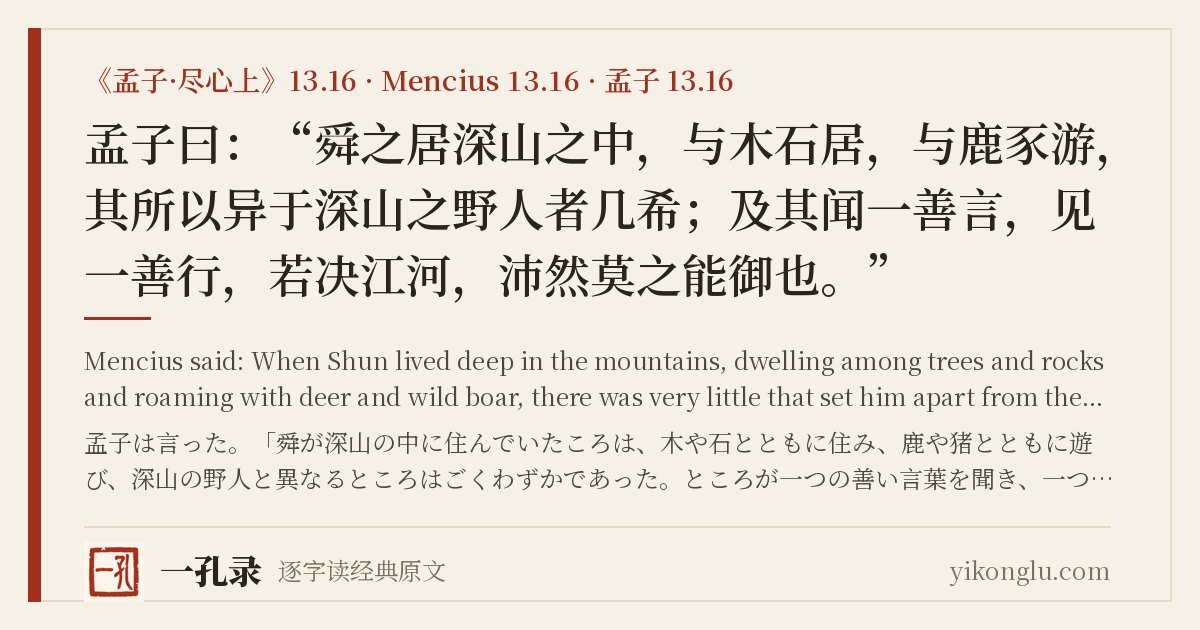 《孟子·尽心上》13.16 · Mencius 13.16 · 孟子 13.16
孟子曰：“舜之居深山之中，与木石居，与鹿豕游，
其所以异于深山之野人者几希；及其闻一善言，见
一善行，若决江河，沛然莫之能御也。”
Mencius said: When Shun lived deep in the mountains, dwelling among trees and rocks
and roaming with deer and wild boar, there was very little that set him apart from the...
孟子は言った。「舜が深山の中に住んでいたころは、木や石とともに住み、鹿や猪とともに遊
び、深山の野人と異なるところはごくわずかであった。ところが一つの善い言葉を聞き、一つ…
一孔
一孔录 逐字读经典原文
yikonglu.com